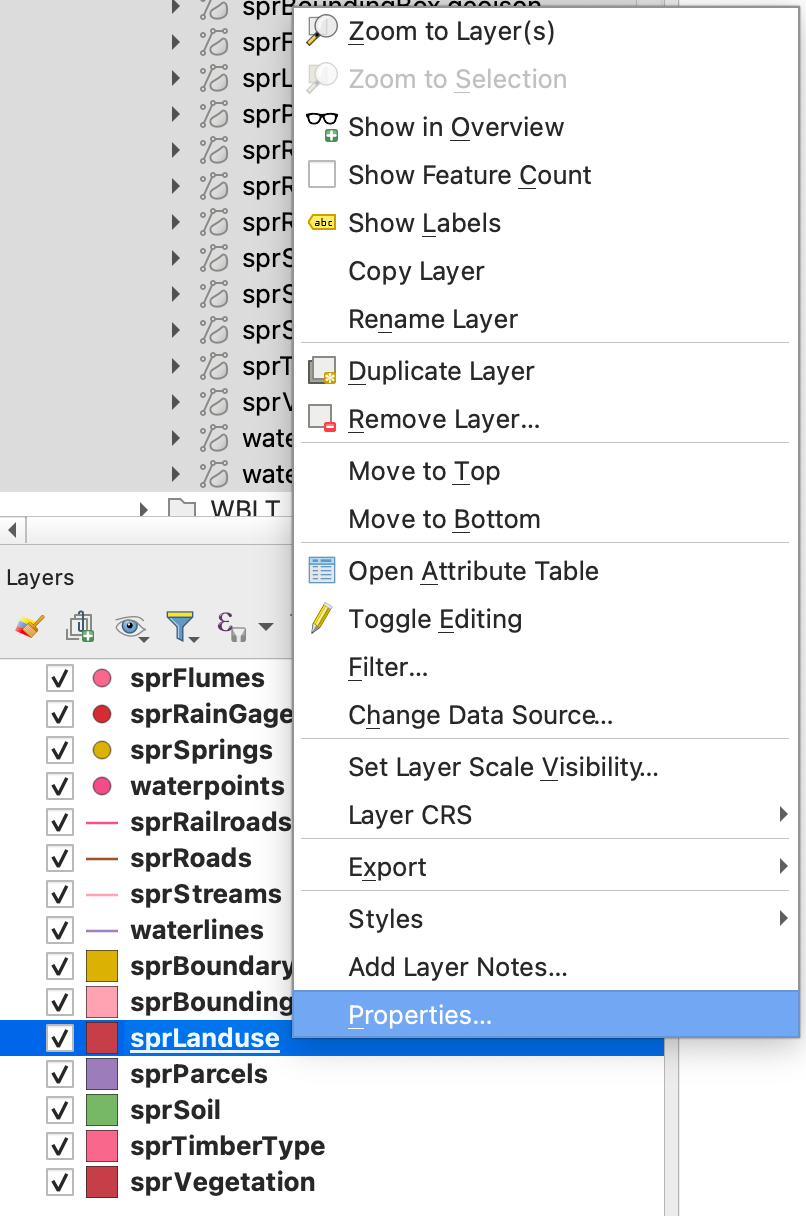 sprBoundingBox.geojson
sprF
sprL
sprP
sprR
sprR
sprR
sprS
sprS
sprS
sprT
sprV
wate
wate
WBLT
Zoom to Layer(s)
Zoom to Selection
Show in Overview
Show Feature Count
abc Show Labels
Copy Layer
Rename Layer
Duplicate Layer
Remove Layer...
Move to Top
Move to Bottom
Open Attribute Table
Toggle Editing
Filter...
Change Data Source...
Set Layer Scale Visibility...
Layer CRS
Export
Styles
Add Layer Notes...
Properties...
Layers
ε
sprFlumes
sprRainGage
sprSprings
waterpoints
sprRailroads
sprRoads
sprStreams
waterlines
sprBoundary
sprBounding
sprLanduse
sprParcels
sprSoil
sprTimberType
sprVegetation